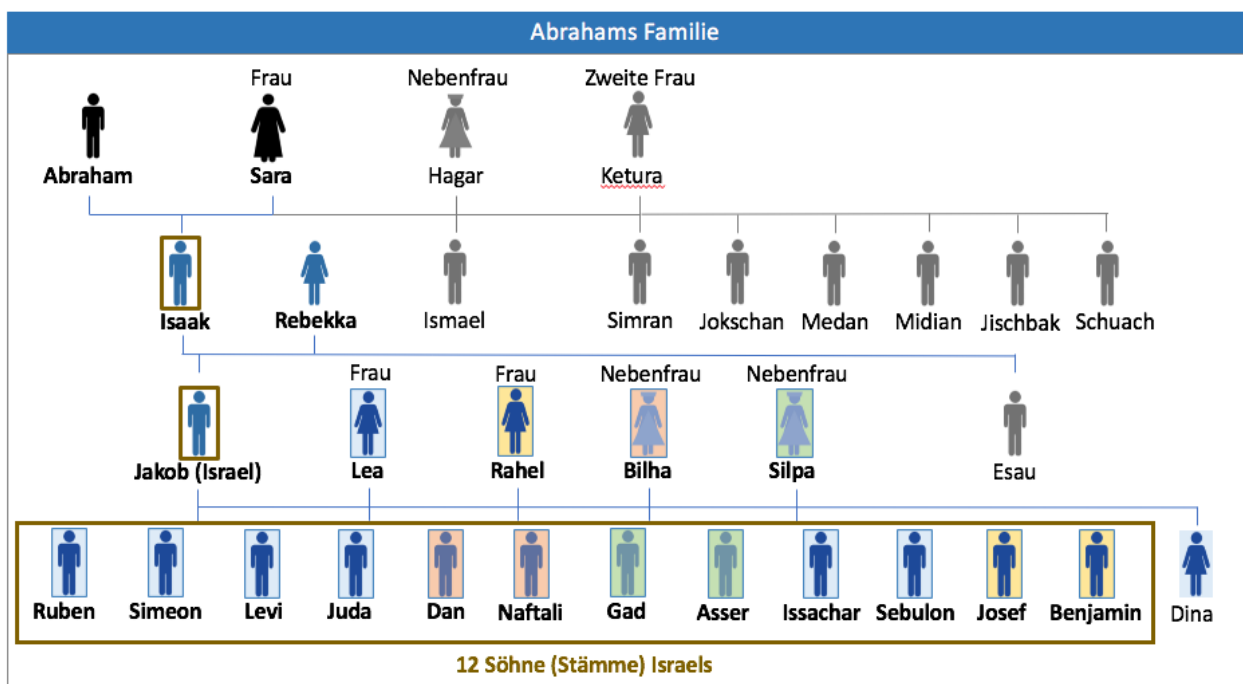 Abrahams Familie
Frau Nebenfrau Zweite Frau
Abraham Sara Hagar Ketura
Isaak Rebekka Ismael Simran Jokschan Medan Midian Jischbak Schuach
Frau Frau Nebenfrau Nebenfrau
Jakob (Israel) Lea Rahel Bilha Silpa Esau
Ruben Simeon Levi Juda Dan Naftali Gad Asser Issachar Sebulon Josef Benjamin Dina
12 Söhne (Stämme) Israels